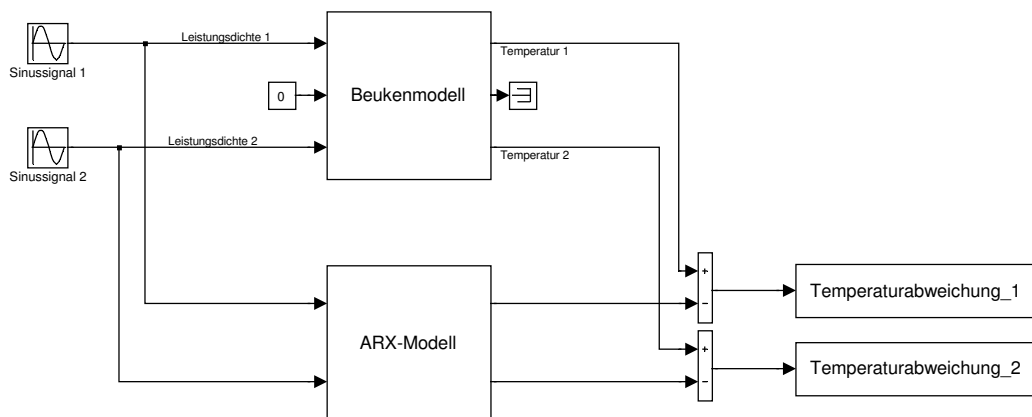 Leistungsdichte 1
Sinussignal 1
Temperatur 1
0
Beukenmodell
Leistungsdichte 2
Sinussignal 2
Temperatur 2
+
−
Temperaturabweichung_1
ARX-Modell
+
−
Temperaturabweichung_2